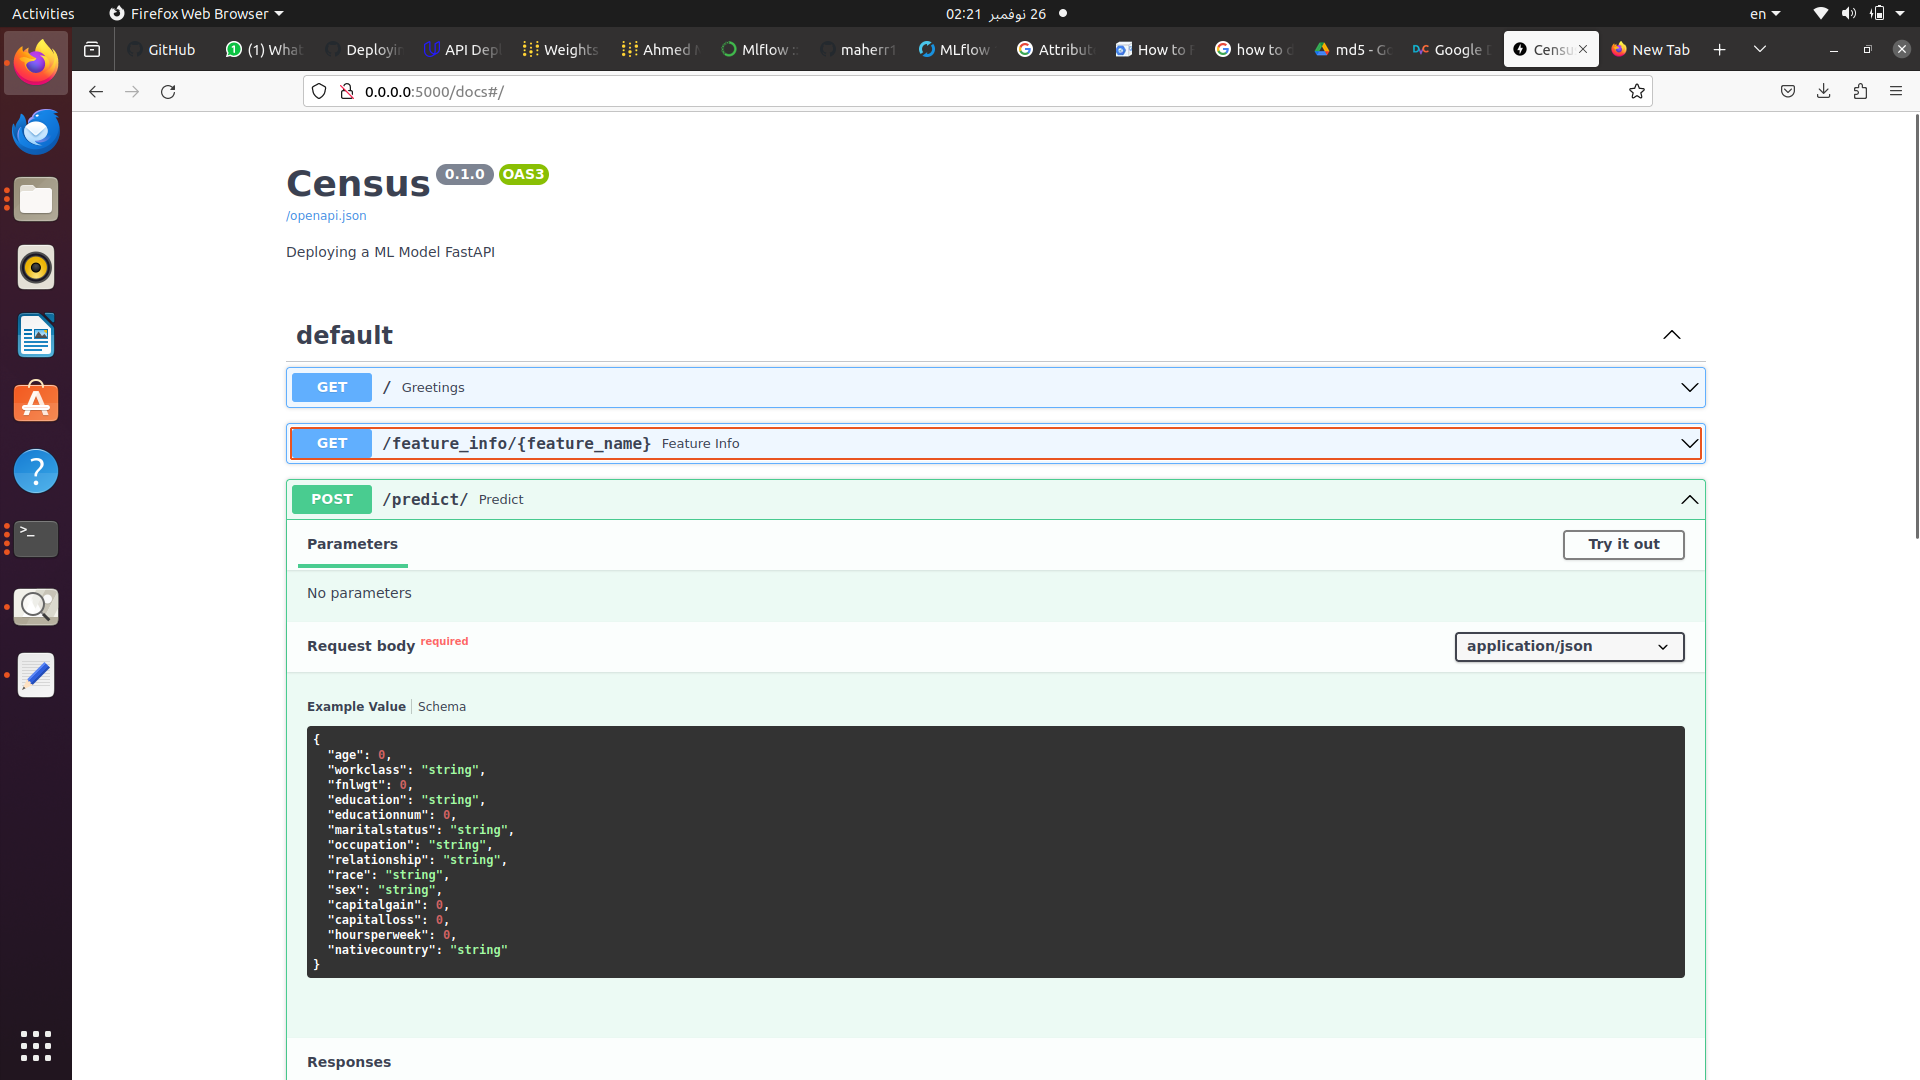 Activities
Firefox Web Browser
02:21 26 نوفمبر
en
GitHub
(1) What
Deployin
API Dep
Weights
Ahmed
Mlflow
maherr1
MLflow
Attribut
How to
how to d
md5 - Go
Google
Censu
New Tab
0.0.0.0:5000/docs#/
Census 0.1.0 OAS3
/openapi.json
Deploying a ML Model FastAPI
default
GET / Greetings
GET /feature_info/{feature_name} Feature Info
POST /predict/ Predict
Parameters
Try it out
No parameters
Request body required
application/json
Example Value
Schema
{
"age": 0,
"workclass": "string",
"fnlwgt": 0,
"education": "string",
"educationnum": 0,
"maritalstatus": "string",
"occupation": "string",
"relationship": "string",
"race": "string",
"sex": "string",
"capitalgain": 0,
"capitalloss": 0,
"hoursperweek": 0,
"nativecountry": "string"
}
Responses